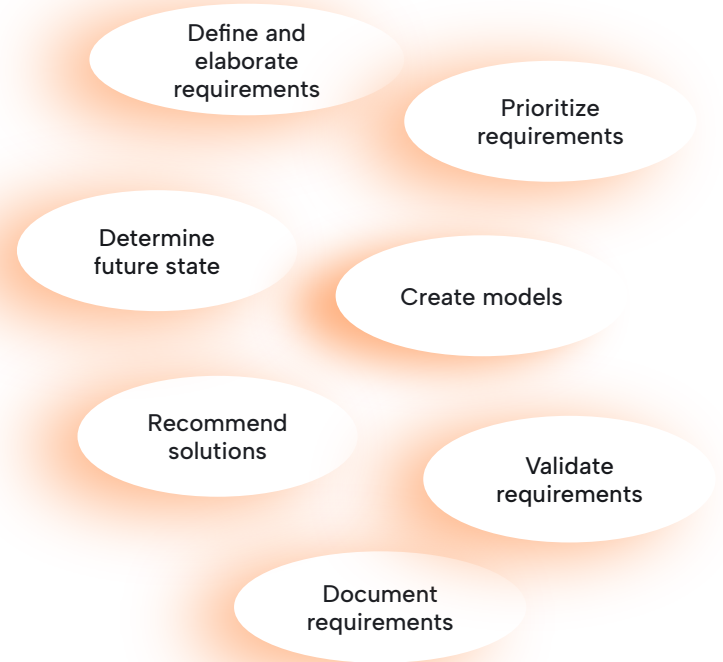 Define and
elaborate
requirements
Prioritize
requirements
Determine
future state
Create models
Recommend
solutions
Validate
requirements
Document
requirements